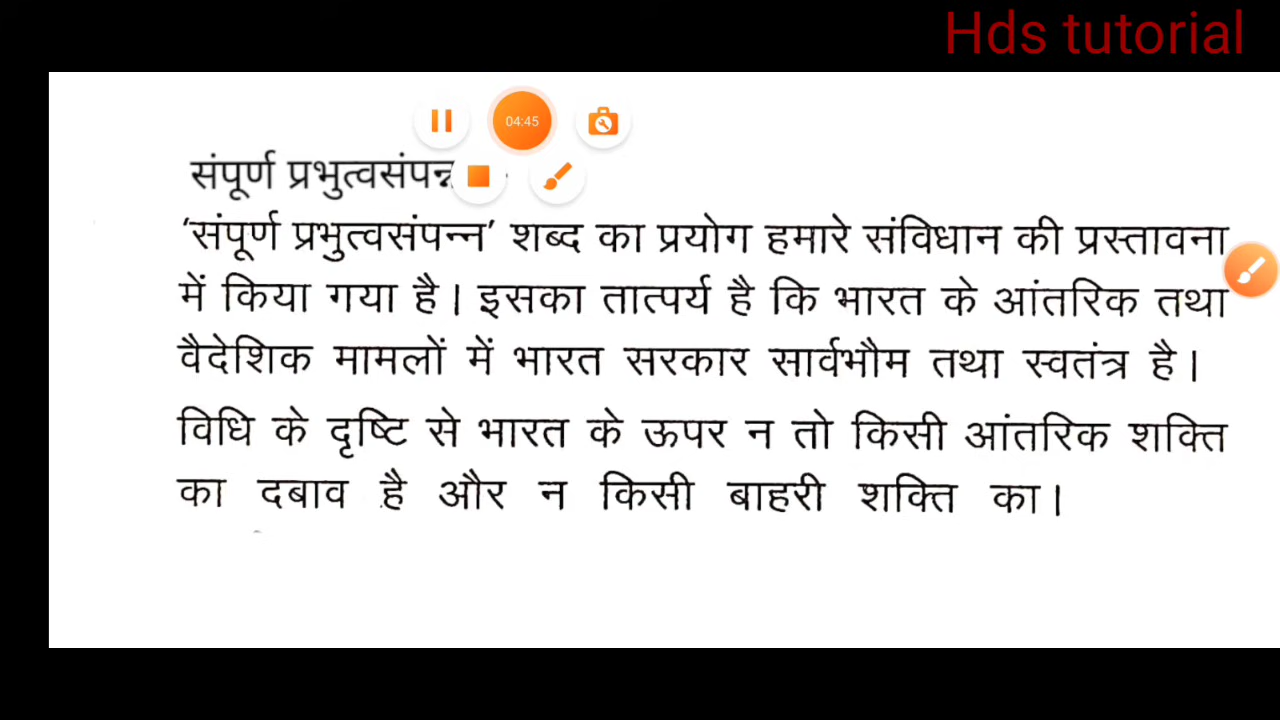 Hds tutorial
04:45
संपूर्ण प्रभुत्वसंपन्न
'संपूर्ण प्रभुत्वसंपन्न' शब्द का प्रयोग हमारे संविधान की प्रस्तावना
में किया गया है। इसका तात्पर्य है कि भारत के आंतरिक तथा
वैदेशिक मामलों में भारत सरकार सार्वभौम तथा स्वतंत्र है।
विधि के दृष्टि से भारत के ऊपर न तो किसी आंतरिक शक्ति
का दबाव है और न किसी बाहरी शक्ति का।